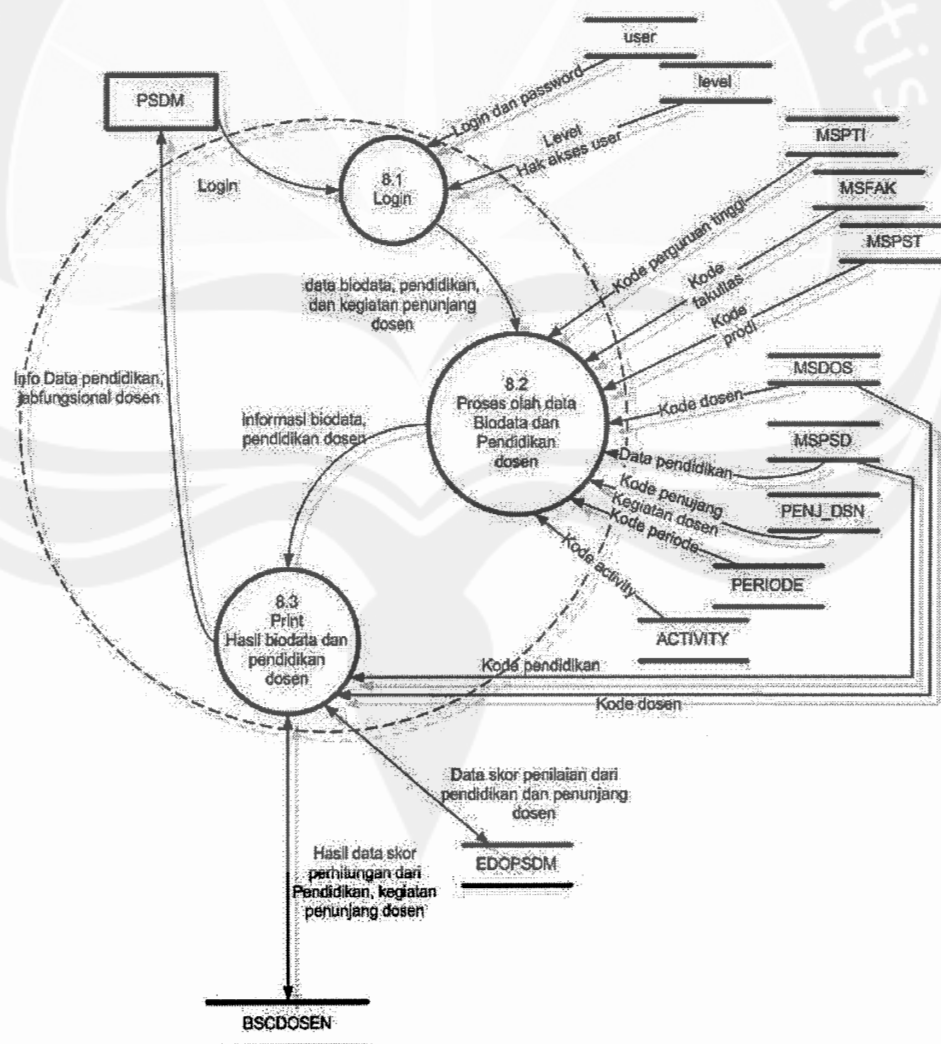 user
PSDM
level
Login dan password
Level
Hak akses user
MSPTI
8.1
Login
Login
MSFAK
Kode perguruan tinggi
MSPST
Kode
fakultas
data biodata, pendidikan,
dan kegiatan penunjang
dosen
Kode
prodi
Info Data pendidikan,
jabfungsional dosen
8.2
Proses olah data
Biodata dan
Pendidikan
dosen
MSDOS
Kode dosen
Informasi biodata,
pendidikan dosen
MSPSD
Data pendidikan
Kode penujang
Kegiatan dosen
PENJ_DSN
Kode periode
PERIODE
Kode activity
ACTIVITY
8.3
Print
Hasil biodata dan
pendidikan
dosen
Kode pendidikan
Kode dosen
Data skor penilaian dari
pendidikan dan penunjang
dosen
EDOPSDM
Hasil data skor
perhitungan dari
Pendidikan, kegiatan
penunjang dosen
BSCDOSEN